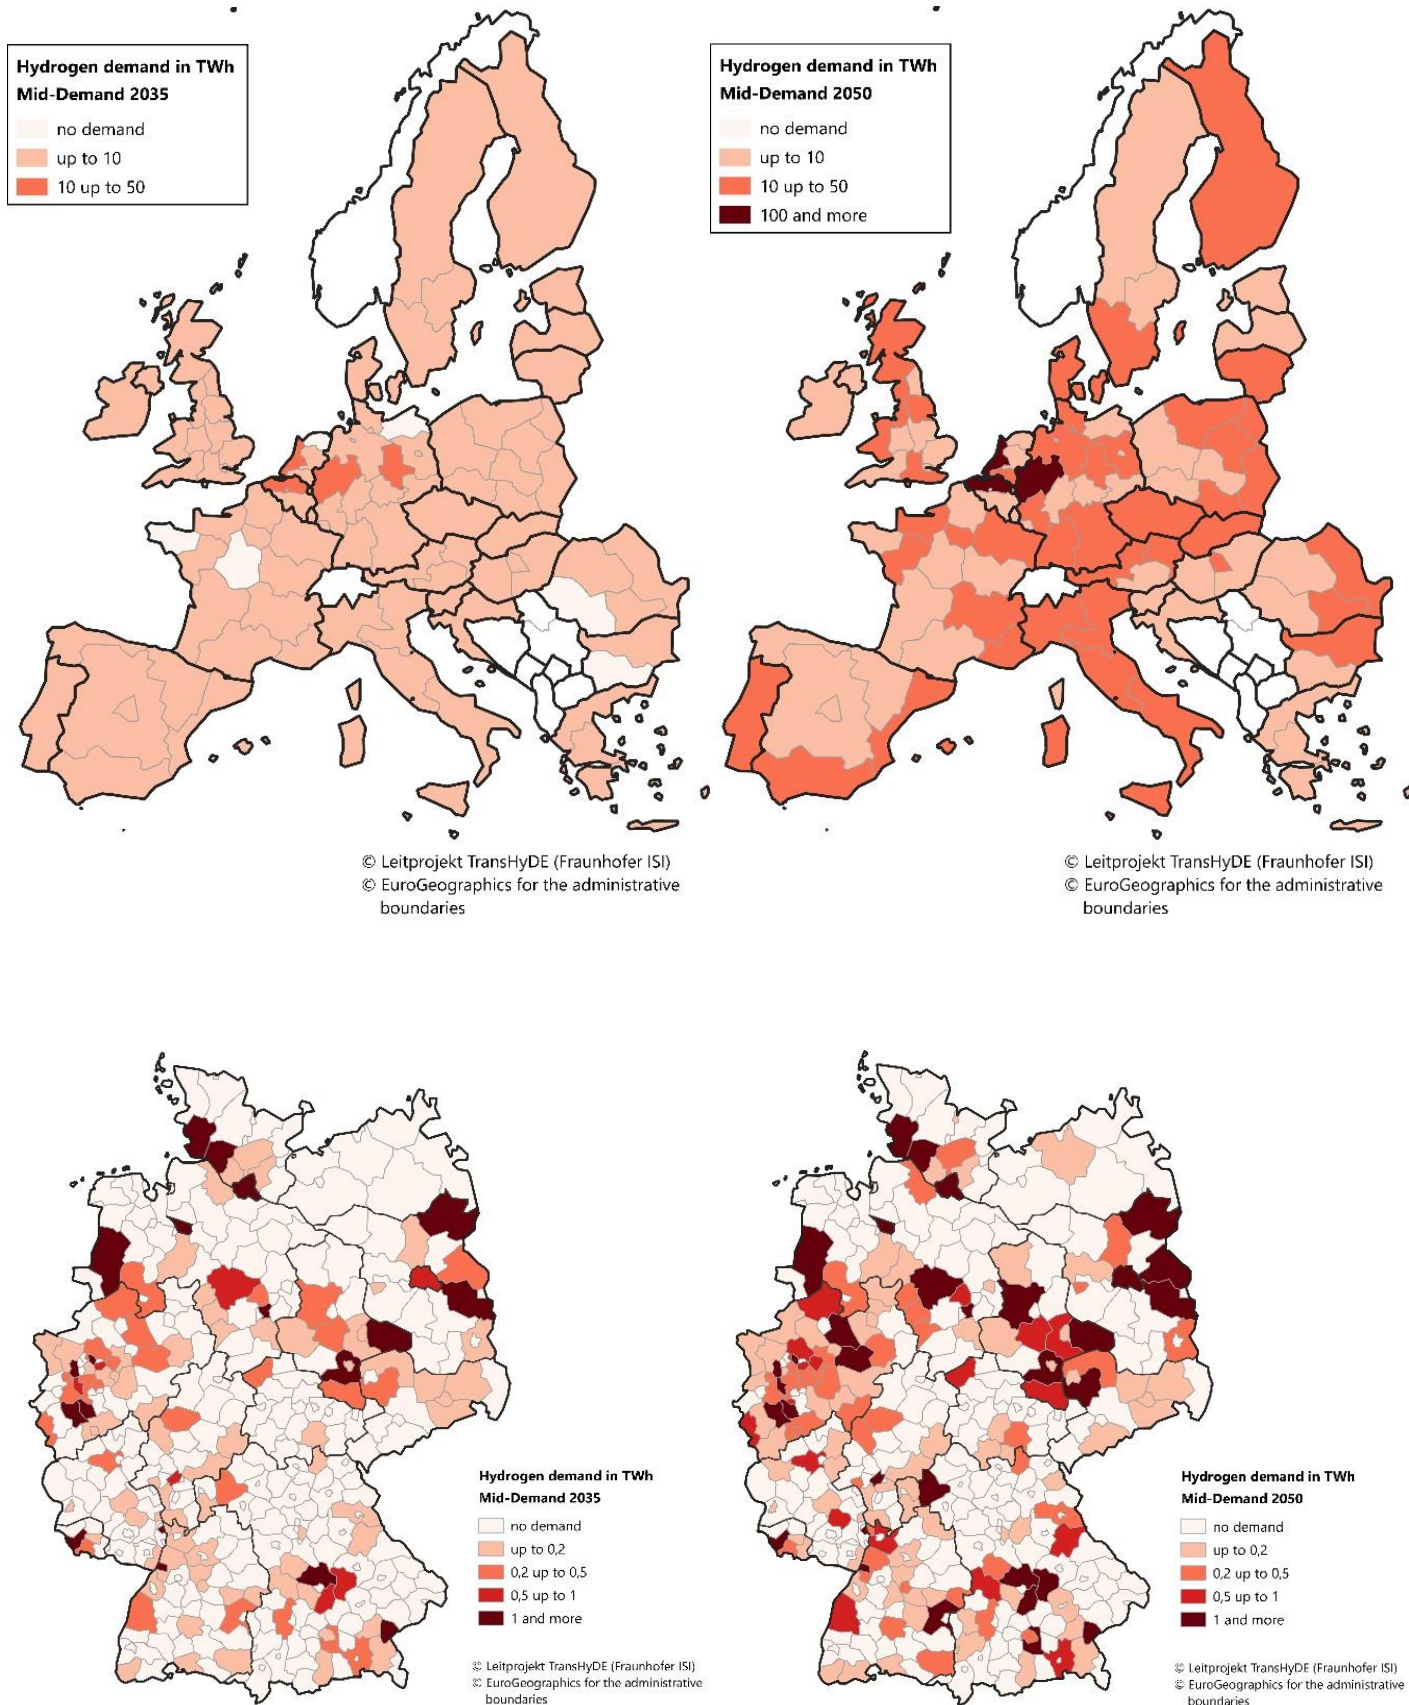 Hydrogen demand in TWh
Mid-Demand 2035
no demand
up to 10
10 up to 50
© Leitprojekt TransHyDE (Fraunhofer ISI)
© EuroGeographics for the administrative
boundaries
Hydrogen demand in TWh
Mid-Demand 2050
no demand
up to 10
10 up to 50
100 and more
© Leitprojekt TransHyDE (Fraunhofer ISI)
© EuroGeographics for the administrative
boundaries
Hydrogen demand in TWh
Mid-Demand 2035
no demand
up to 0,2
0,2 up to 0,5
0,5 up to 1
1 and more
© Leitprojekt TransHyDE (Fraunhofer ISI)
© EuroGeographics for the administrative
boundaries
Hydrogen demand in TWh
Mid-Demand 2050
no demand
up to 0,2
0,2 up to 0,5
0,5 up to 1
1 and more
© Leitprojekt TransHyDE (Fraunhofer ISI)
© EuroGeographics for the administrative
boundaries